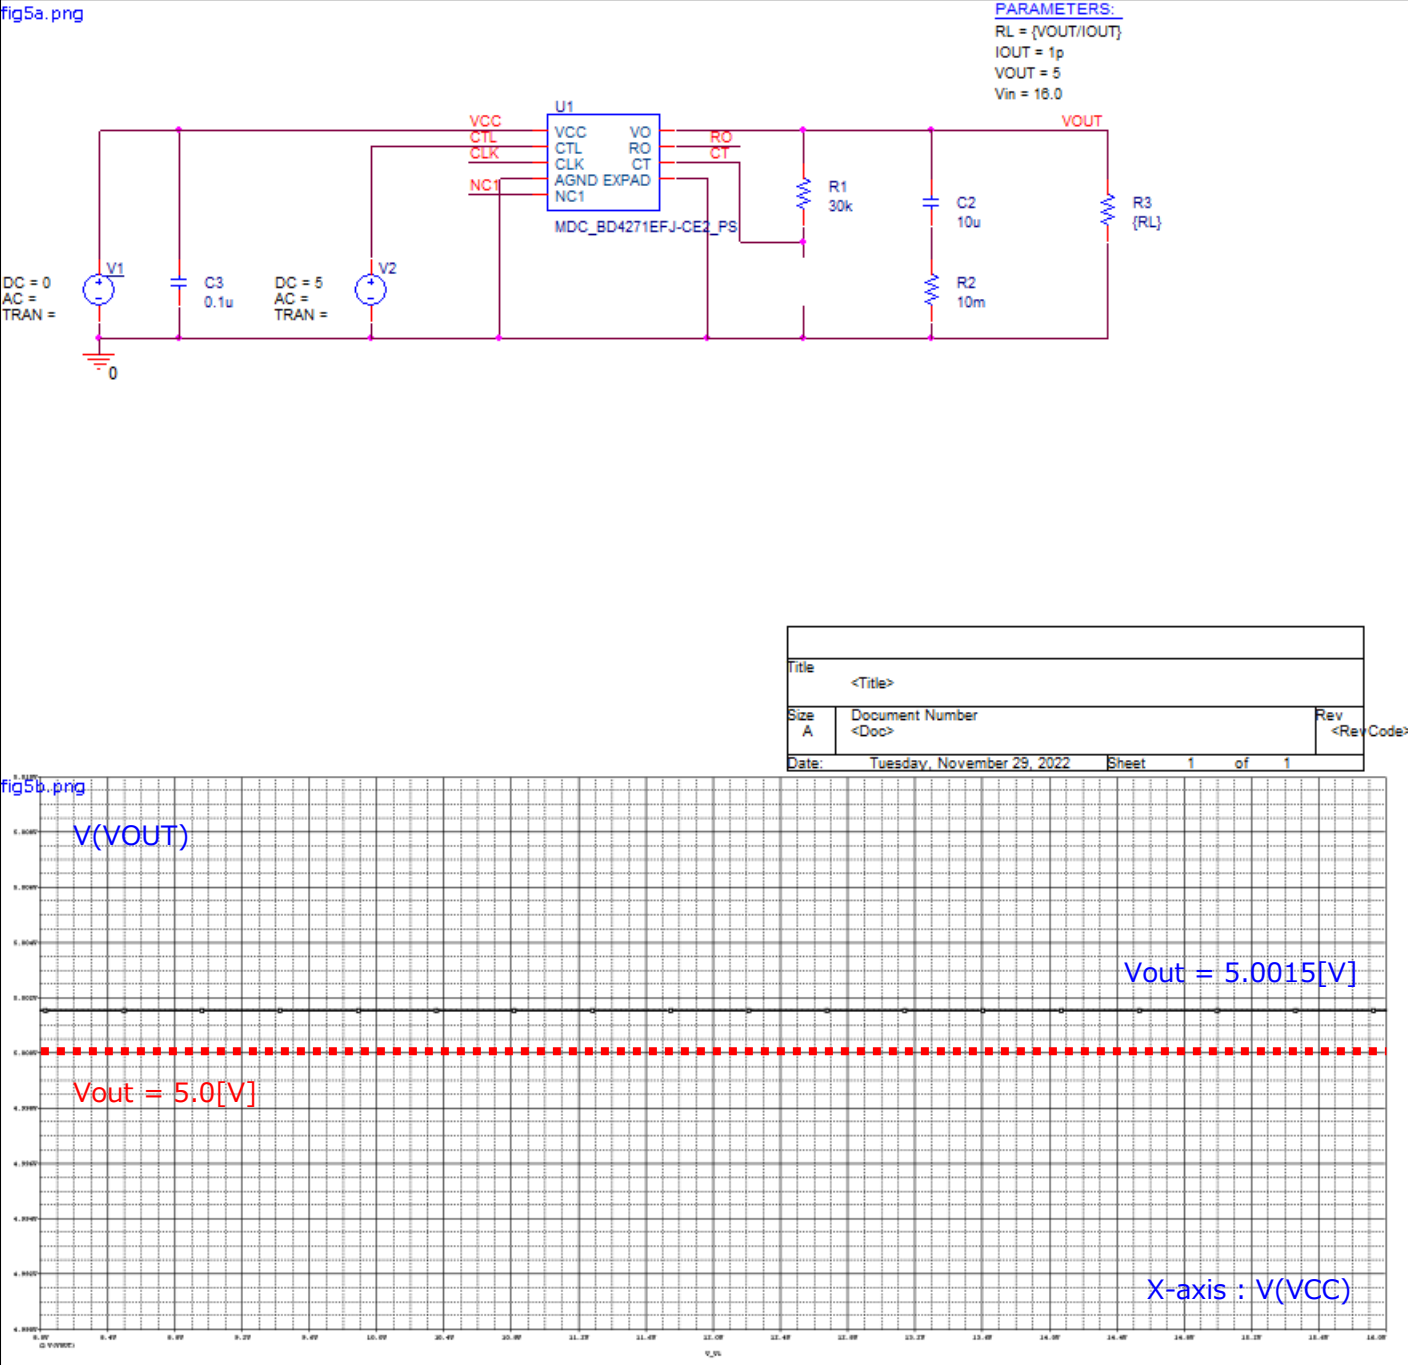 fig5a.png
PARAMETERS:
RL = {VOUT/IOUT}
IOUT = 1p
VOUT = 5
Vin = 16.0
U1
VCC
CTL
CLK
NC1
VCC
CTL
CLK
AGND
NC1
VO
RO
CT
EXPAD
RO
CT
VOUT
MDC_BD4271EFJ-CE2_PS
R1
30k
C2
10u
R3
{RL}
R2
10m
V1
DC = 0
AC =
TRAN =
C3
0.1u
V2
DC = 5
AC =
TRAN =
0
Title
<Title>
Size
A
Document Number
<Doc>
Rev
<RevCode>
Date: Tuesday, November 29, 2022 Sheet 1 of 1
fig5b.png
V(VOUT)
Vout = 5.0015[V]
Vout = 5.0[V]
X-axis : V(VCC)